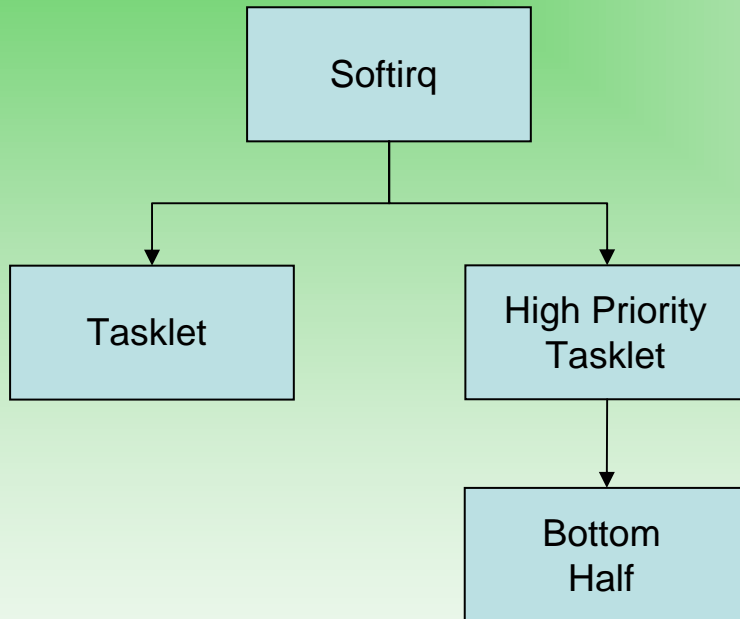 Softirq
Tasklet
High Priority
Tasklet
Bottom
Half